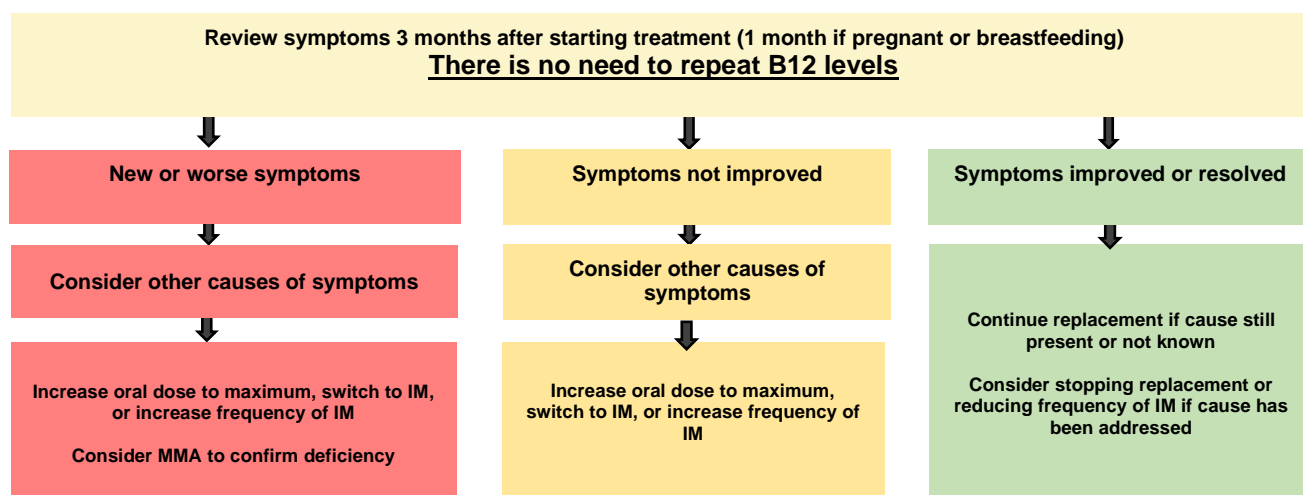 Review symptoms 3 months after starting treatment (1 month if pregnant or breastfeeding)
There is no need to repeat B12 levels
New or worse symptoms
Consider other causes of symptoms
Increase oral dose to maximum, switch to IM,
or increase frequency of IM
Consider MMA to confirm deficiency
Symptoms not improved
Consider other causes of
symptoms
Increase oral dose to maximum,
switch to IM, or increase frequency of
IM
Symptoms improved or resolved
Continue replacement if cause still
present or not known
Consider stopping replacement or
reducing frequency of IM if cause has
been addressed